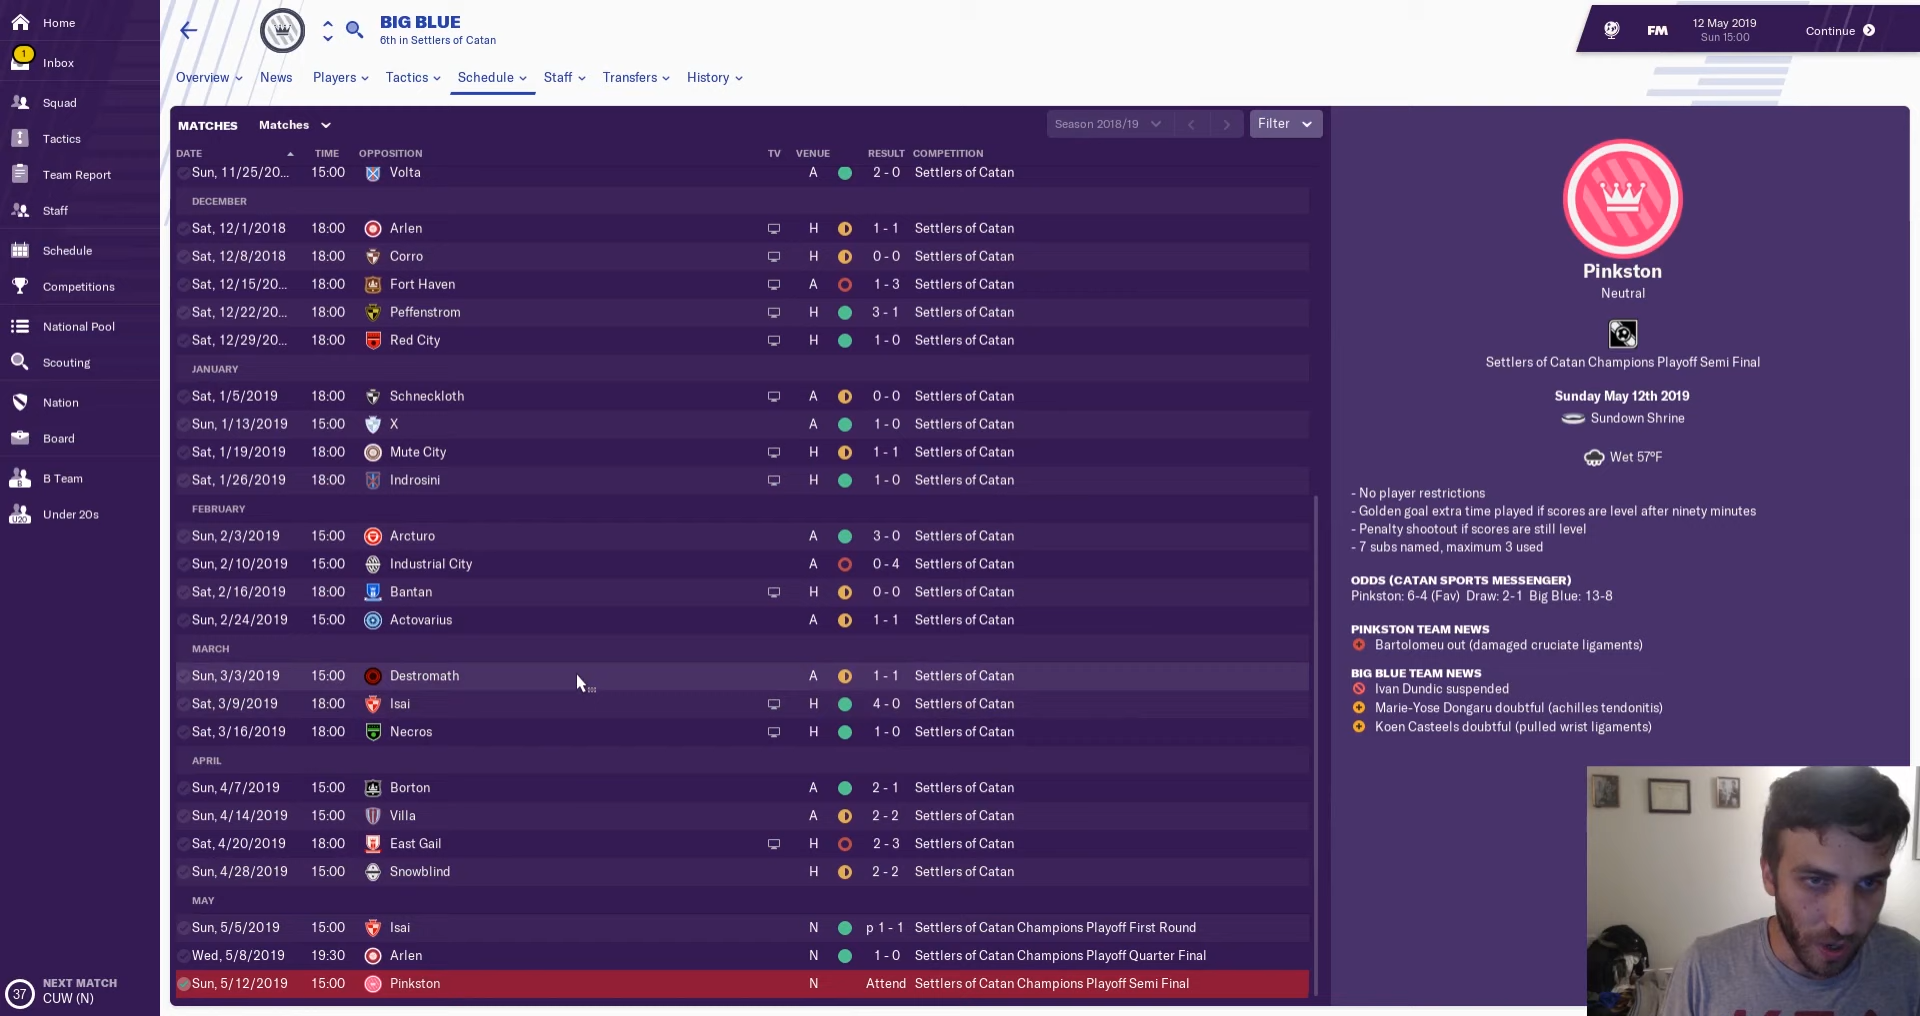 Home
1
Inbox
Squad
Tactics
Team Report
Staff
Schedule
Competitions
National Pool
Scouting
Nation
Board
B
B Team
U20
Under 20s
37
NEXT MATCH
CUW (N)
BIG BLUE
6th in Settlers of Catan
FM
12 May 2019
Sun 15:00
Continue
Overview
News
Players
Tactics
Schedule
Staff
Transfers
History
MATCHES Matches
Season 2018/19
Filter
DATE TIME OPPOSITION TV VENUE RESULT COMPETITION
Sun, 11/25/20... 15:00 Volta A 2 - 0 Settlers of Catan
DECEMBER
Sat, 12/1/2018 18:00 Arlen H 1 - 1 Settlers of Catan
Sat, 12/8/2018 18:00 Corro H 0 - 0 Settlers of Catan
Sat, 12/15/20... 18:00 Fort Haven A 1 - 3 Settlers of Catan
Sat, 12/22/20... 18:00 Peffenstrom H 3 - 1 Settlers of Catan
Sat, 12/29/20... 18:00 Red City H 1 - 0 Settlers of Catan
JANUARY
Sat, 1/5/2019 18:00 Schneckloth A 0 - 0 Settlers of Catan
Sun, 1/13/2019 15:00 X A 1 - 0 Settlers of Catan
Sat, 1/19/2019 18:00 Mute City H 1 - 1 Settlers of Catan
Sat, 1/26/2019 18:00 Indrosini H 1 - 0 Settlers of Catan
FEBRUARY
Sun, 2/3/2019 15:00 Arcturo A 3 - 0 Settlers of Catan
Sun, 2/10/2019 15:00 Industrial City A 0 - 4 Settlers of Catan
Sat, 2/16/2019 18:00 Bantan H 0 - 0 Settlers of Catan
Sun, 2/24/2019 15:00 Actovarius A 1 - 1 Settlers of Catan
MARCH
Sun, 3/3/2019 15:00 Destromath A 1 - 1 Settlers of Catan
Sat, 3/9/2019 18:00 Isai H 4 - 0 Settlers of Catan
Sat, 3/16/2019 18:00 Necros H 1 - 0 Settlers of Catan
APRIL
Sun, 4/7/2019 15:00 Borton A 2 - 1 Settlers of Catan
Sun, 4/14/2019 15:00 Villa A 2 - 2 Settlers of Catan
Sat, 4/20/2019 18:00 East Gail H 2 - 3 Settlers of Catan
Sun, 4/28/2019 15:00 Snowblind H 2 - 2 Settlers of Catan
MAY
Sun, 5/5/2019 15:00 Isai N p 1 - 1 Settlers of Catan Champions Playoff First Round
Wed, 5/8/2019 19:30 Arlen N 1 - 0 Settlers of Catan Champions Playoff Quarter Final
Sun, 5/12/2019 15:00 Pinkston N Attend Settlers of Catan Champions Playoff Semi Final
Pinkston
Neutral
Settlers of Catan Champions Playoff Semi Final
Sunday May 12th 2019
Sundown Shrine
Wet 57°F
- No player restrictions
- Golden goal extra time played if scores are level after ninety minutes
- Penalty shootout if scores are still level
- 7 subs named, maximum 3 used
ODDS (CATAN SPORTS MESSENGER)
Pinkston: 6-4 (Fav) Draw: 2-1 Big Blue: 13-8
PINKSTON TEAM NEWS
Bartolomeu out (damaged cruciate ligaments)
BIG BLUE TEAM NEWS
Ivan Dundic suspended
Marie-Yose Dongaru doubtful (achilles tendonitis)
Koen Casteels doubtful (pulled wrist ligaments)